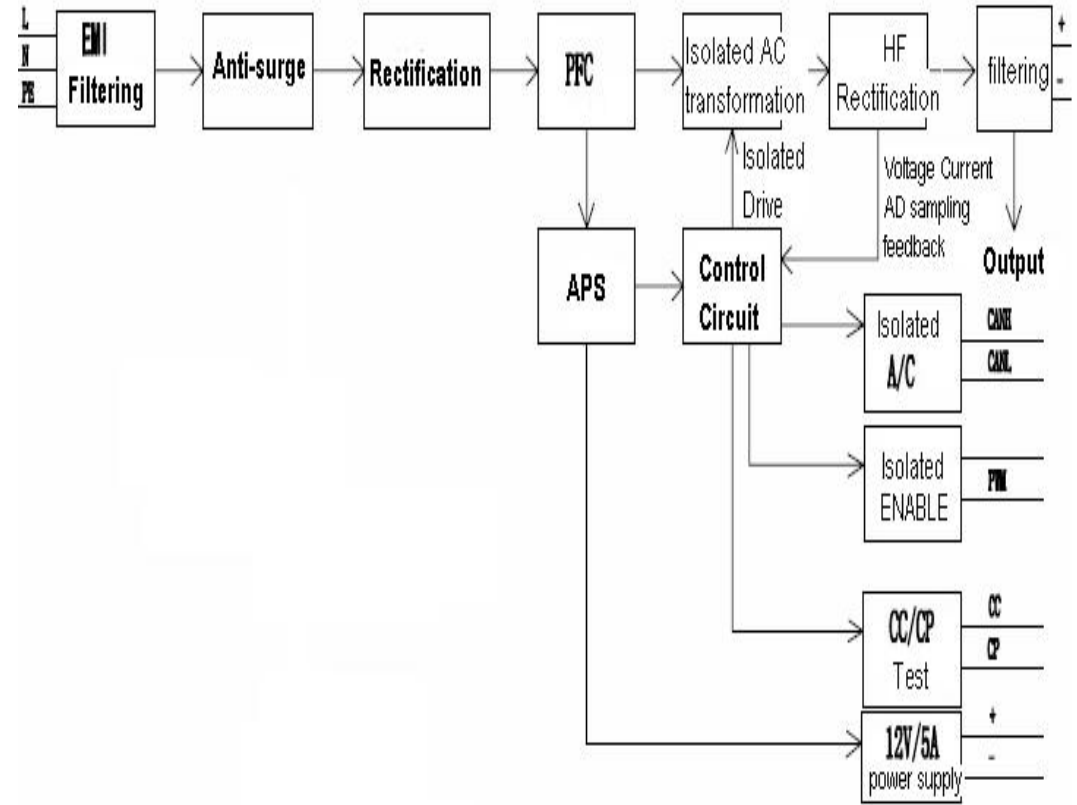 L
N
PE
EMI
Filtering
Anti-surge
Rectification
PFC
Isolated AC
transformation
HF
Rectification
filtering
+
-
Isolated
Drive
Voltage Current
AD sampling
feedback
Output
APS
Control
Circuit
Isolated
A/C
CANH
CANL
Isolated
ENABLE
PWM
CC/CP
Test
CC
CP
12V/5A
power supply
+
-